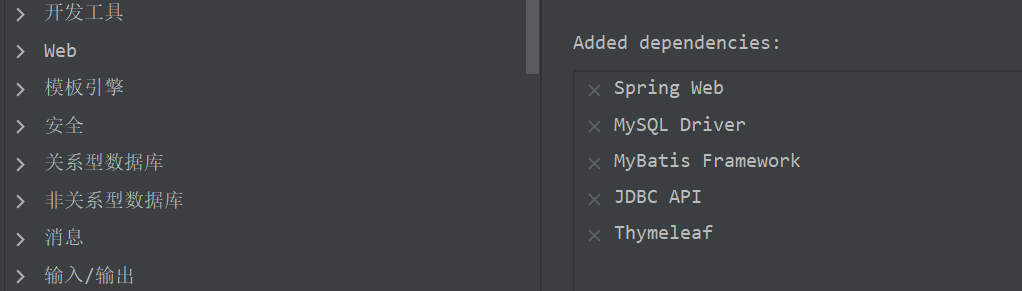 开发工具
Web
模板引擎
安全
关系型数据库
非关系型数据库
消息
输入/输出
Added dependencies:
Spring Web
MySQL Driver
MyBatis Framework
JDBC API
Thymeleaf